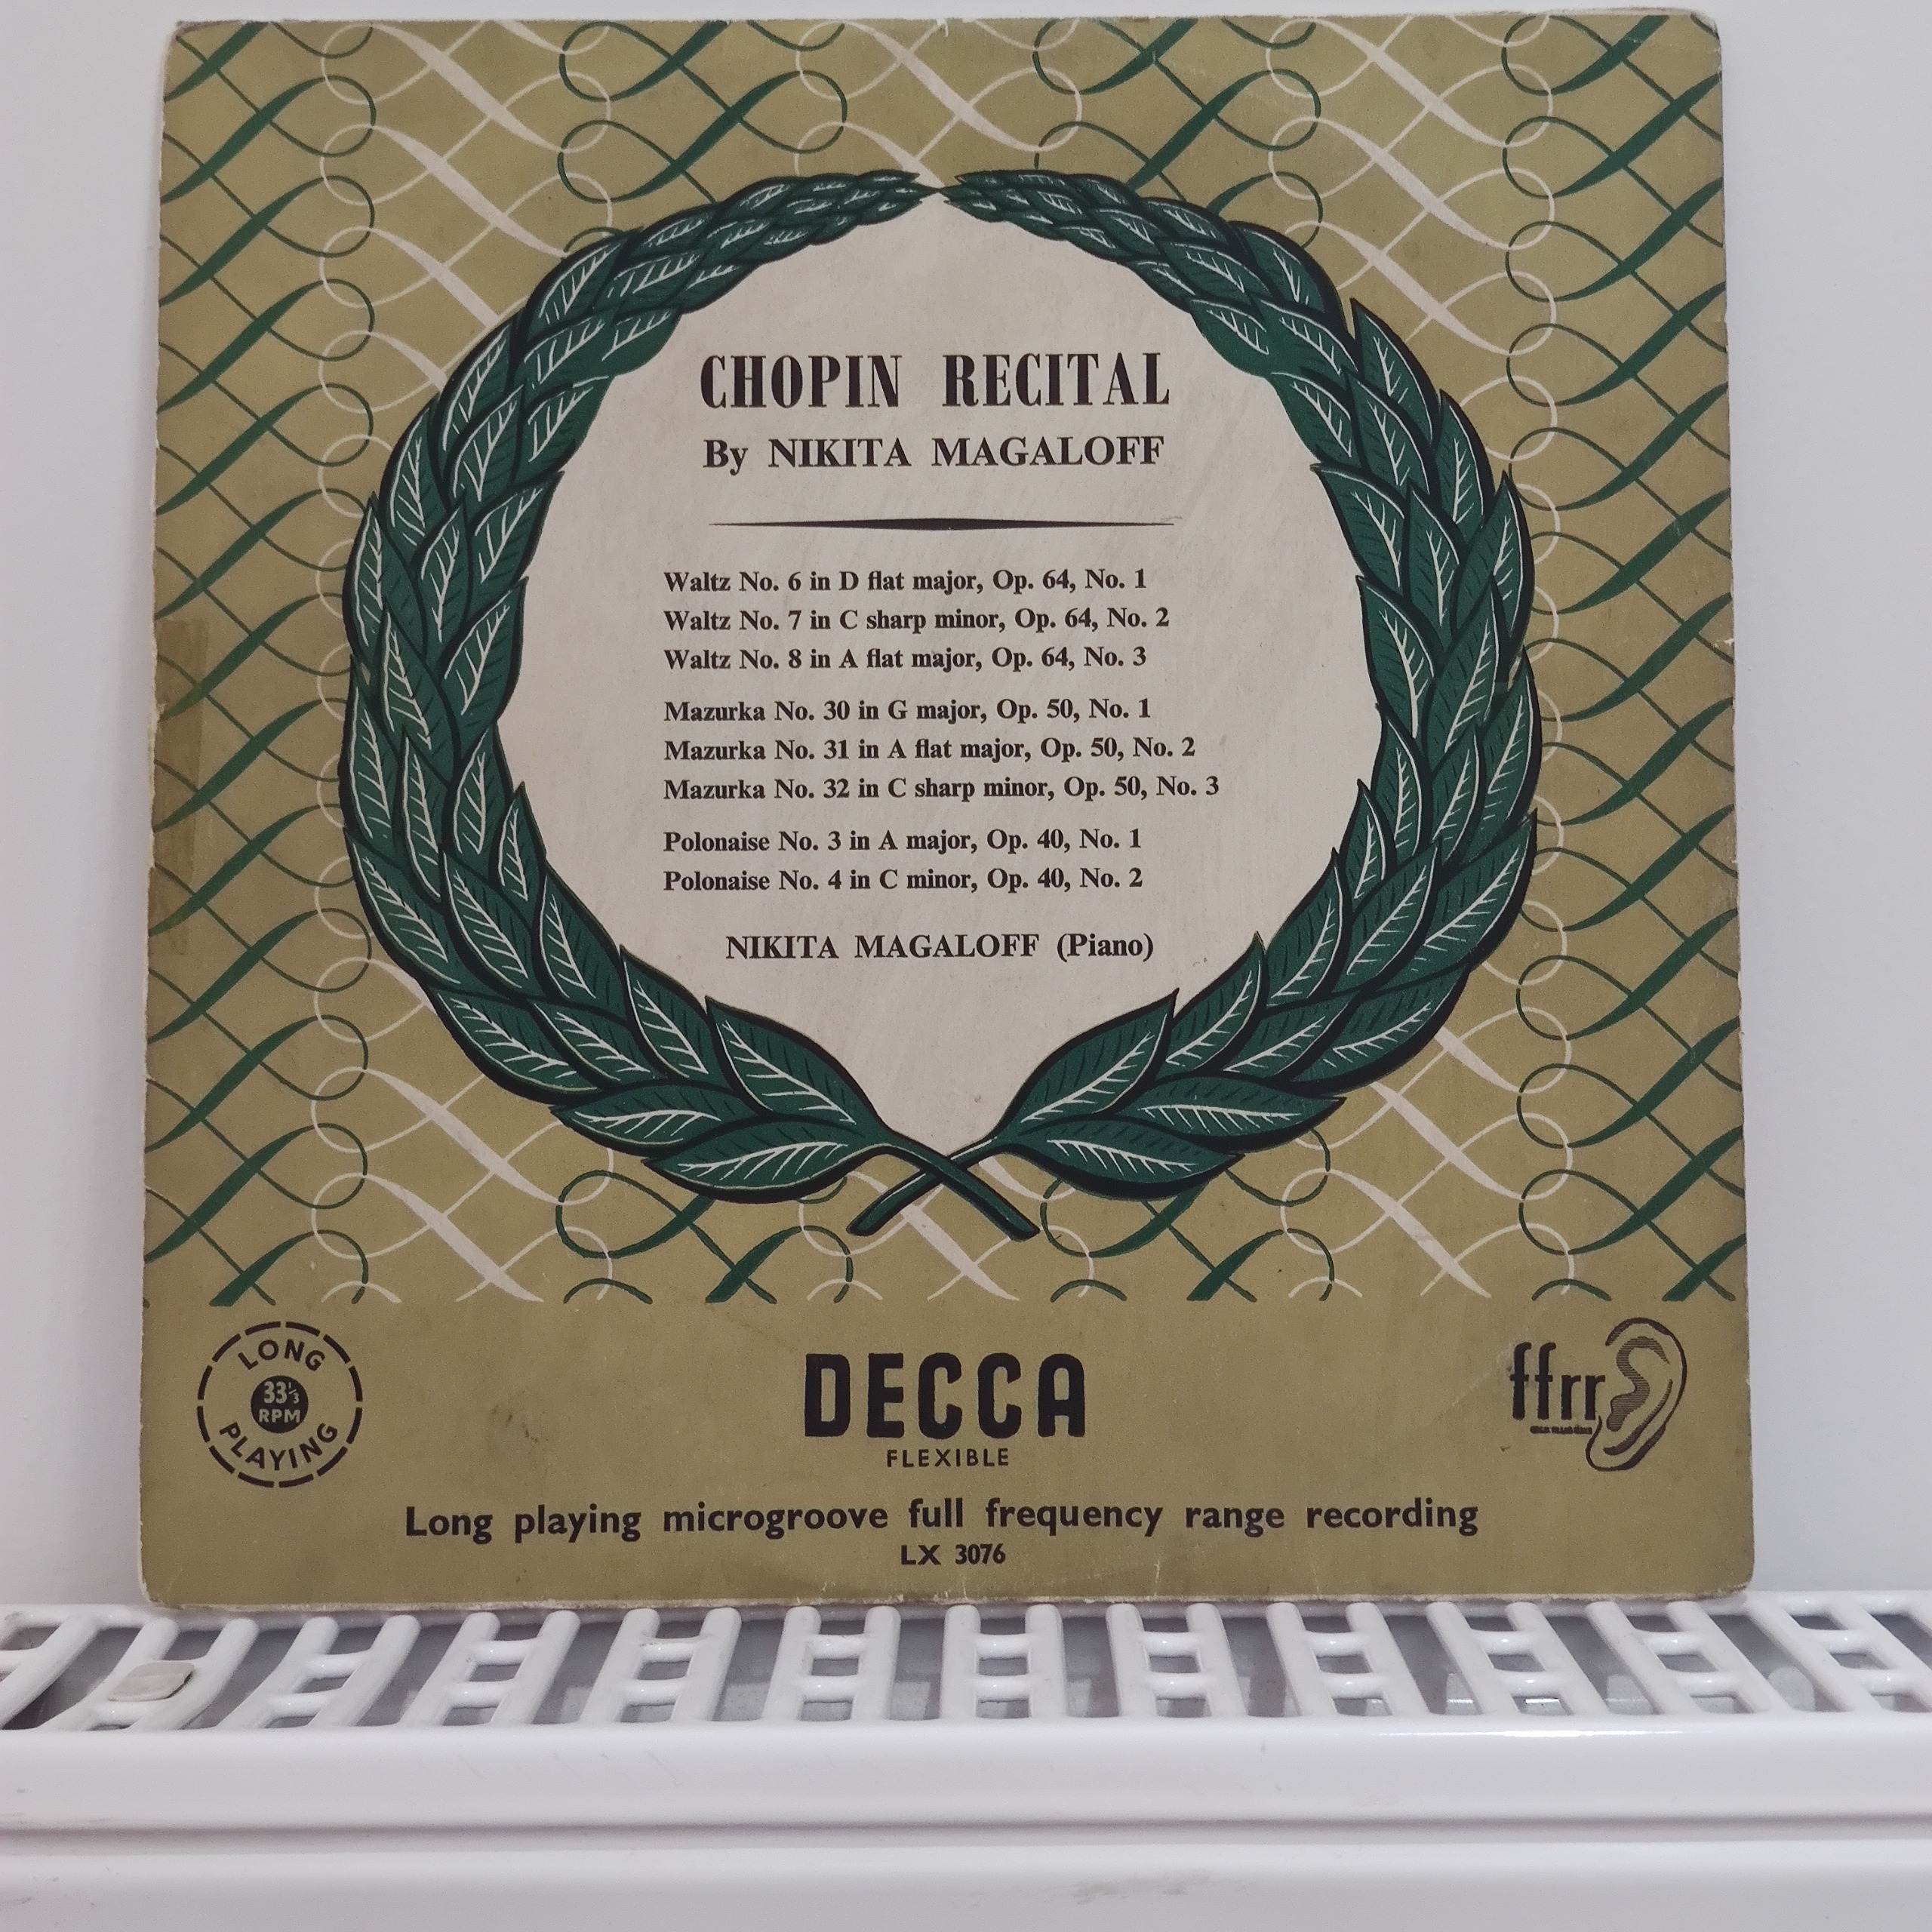 CHOPIN RECITAL
By NIKITA MAGALOFF
Waltz No. 6 in D flat major, Op. 64, No. 1
Waltz No. 7 in C sharp minor, Op. 64, No. 2
Waltz No. 8 in A flat major, Op. 64, No. 3
Mazurka No. 30 in G major, Op. 50, No. 1
Mazurka No. 31 in A flat major, Op. 50, No. 2
Mazurka No. 32 in C sharp minor, Op. 50, No. 3
Polonaise No. 3 in A major, Op. 40, No. 1
Polonaise No. 4 in C minor, Op. 40, No. 2
NIKITA MAGALOFF (Piano)
LONG
33⅓
RPM
PLAYING
DECCA
FLEXIBLE
ffrr
Long playing microgroove full frequency range recording
LX 3076